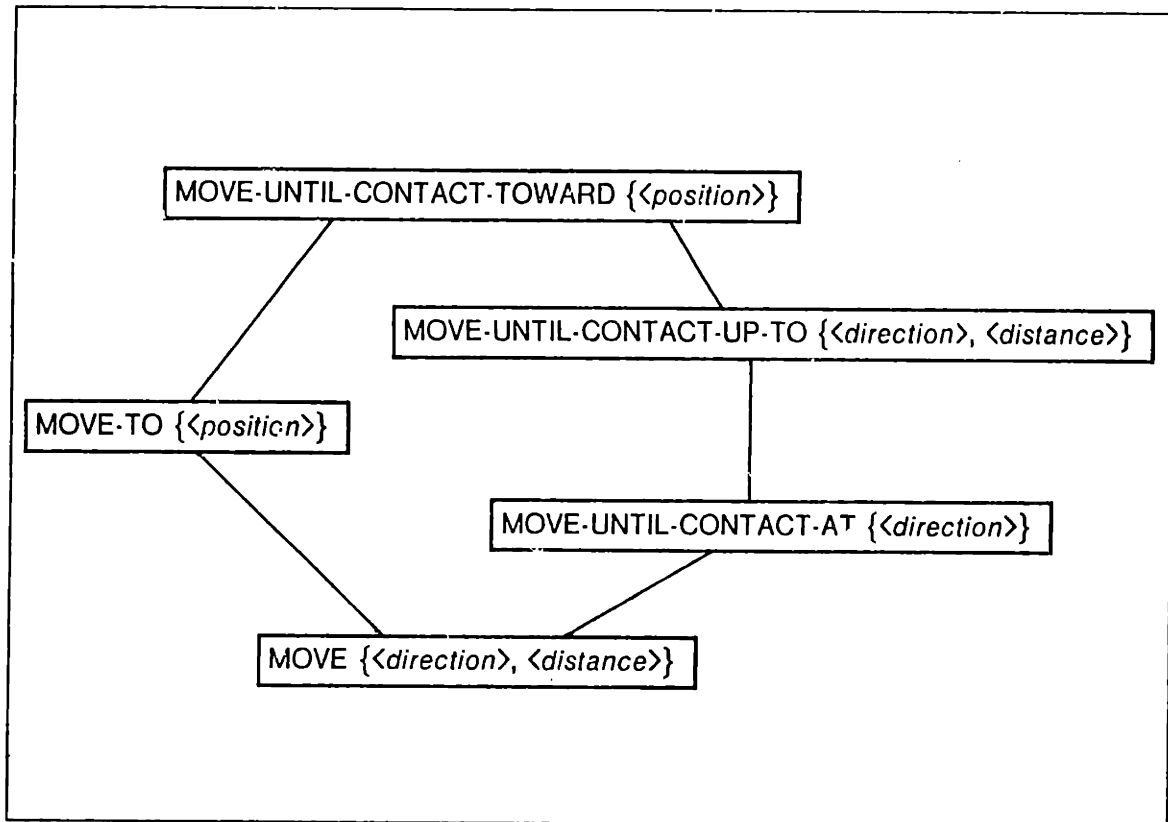 MOVE-UNTIL-CONTACT-TOWARD {<position>}
MOVE-UNTIL-CONTACT-UP-TO {<direction>, <distance>}
MOVE-TO {<position>}
MOVE-UNTIL-CONTACT-AT {<direction>}
MOVE {<direction>, <distance>}